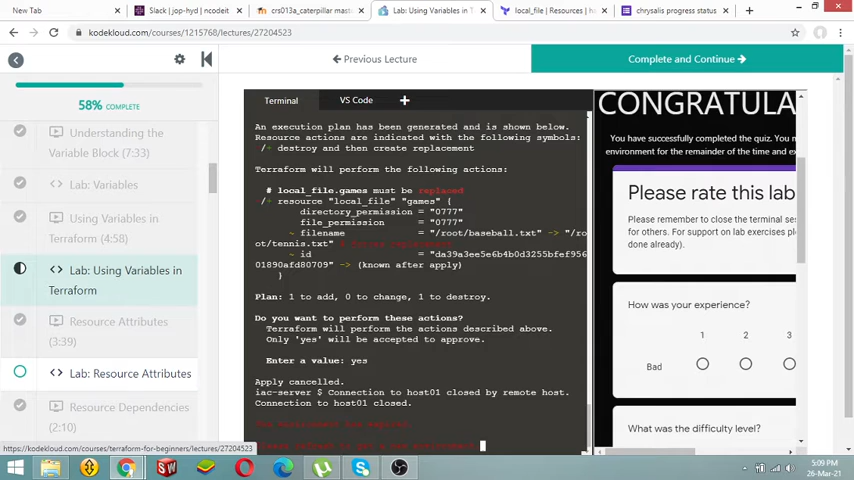 New Tab
Slack | jop-hyd | ncodeit
crs013a_caterpillar mast
Lab: Using Variables in T
local_file | Resources | h
chrysalis progress status
kodekloud.com/courses/1215768/lectures/27204523
Previous Lecture
Complete and Continue
58% COMPLETE
Understanding the
Variable Block (7:33)
Lab: Variables
Using Variables in
Terraform (4:58)
Lab: Using Variables in
Terraform
Resource Attributes
(3:39)
Lab: Resource Attributes
Resource Dependencies
(2:10)
https://kodekloud.com/courses/terraform-for-beginners/lectures/27204523
Terminal
VS Code
An execution plan has been generated and is shown below.
Resource actions are indicated with the following symbols:
/+ destroy and then create replacement
Terraform will perform the following actions:
# local_file.games must be replaced
/+ resource "local_file" "games" {
directory_permission = "0777"
file_permission = "0777"
~ filename = "/root/baseball.txt" -> "/ro
ot/tennis.txt" # forces replacement
~ id = "da39a3ee5e6b4b0d3255bfef956
01890afd80709" -> (known after apply)
}
Plan: 1 to add, 0 to change, 1 to destroy.
Do you want to perform these actions?
Terraform will perform the actions described above.
Only 'yes' will be accepted to approve.
Enter a value: yes
Apply cancelled.
iac-server $ Connection to host01 closed by remote host.
Connection to host01 closed.
CONGRATULA
You have successfully completed the quiz. You may
environment for the remainder of the time and ex
Please rate this lab
Please remember to close the terminal se
for others. For support on lab exercises pl
done already).
How was your experience?
1 2 3
Bad
What was the difficulty level?
5:09 PM
26-Mar-21